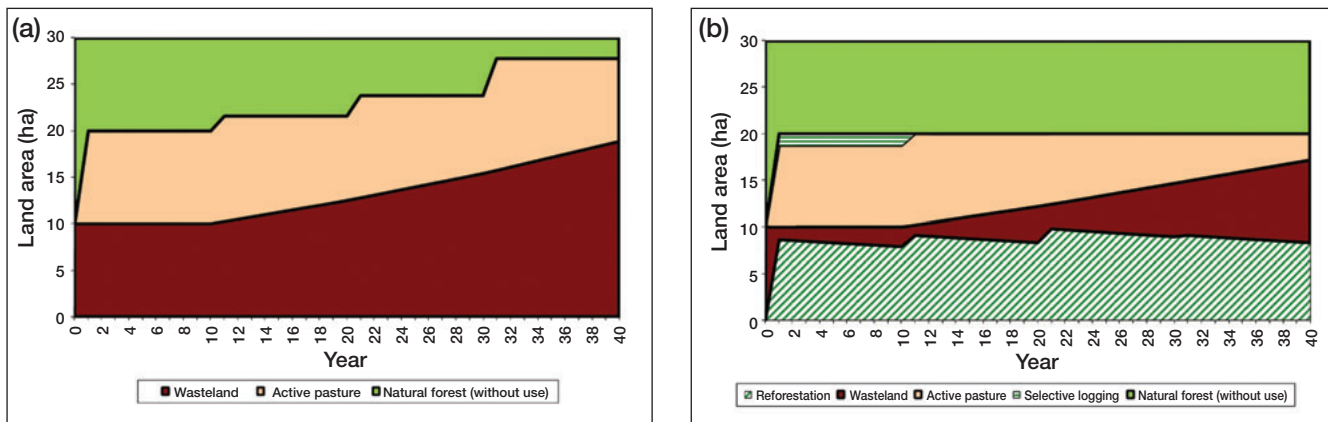 (a)
Land area (ha)
30
25
20
15
10
5
0
0 2 4 6 8 10 12 14 16 18 20 22 24 26 28 30 32 34 36 38 40
Year
Wasteland Active pasture Natural forest (without use)
(b)
Land area (ha)
30
25
20
15
10
5
0
0 2 4 6 8 10 12 14 16 18 20 22 24 26 28 30 32 34 36 38 40
Year
Reforestation Wasteland Active pasture Selective logging Natural forest (without use)